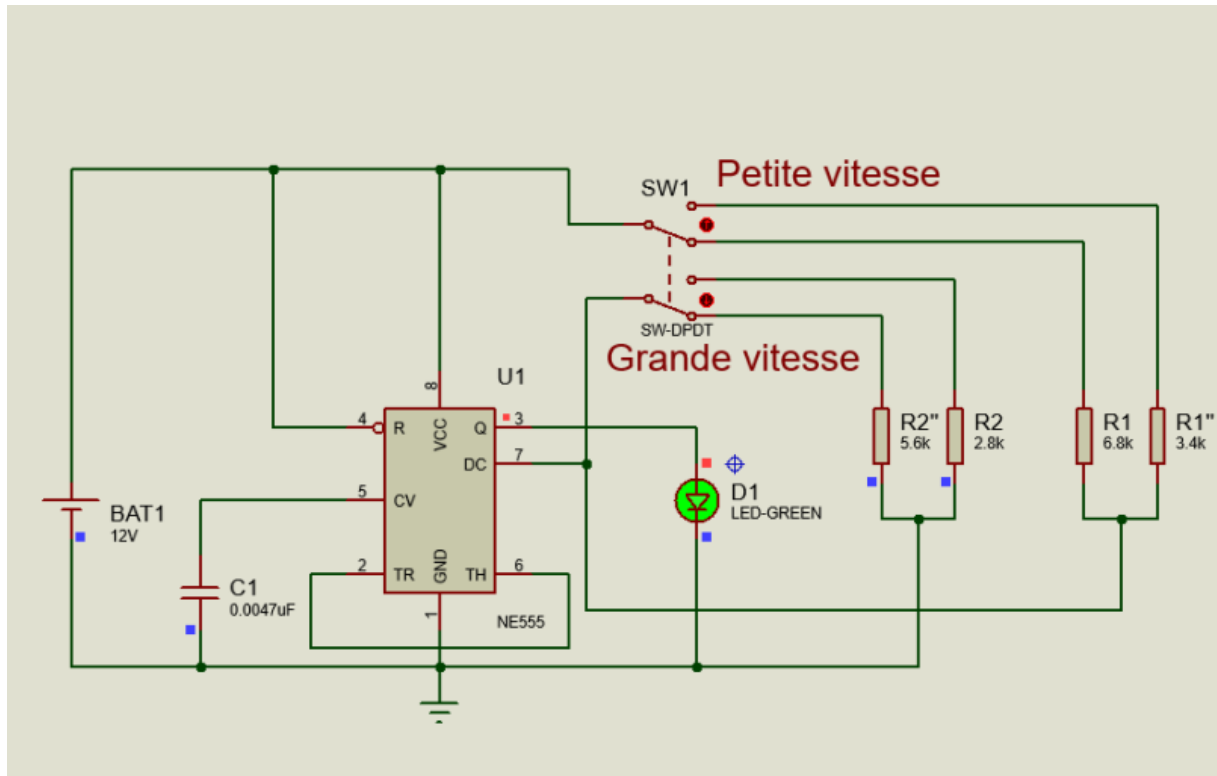 Petite vitesse
SW1
SW-DPDT
Grande vitesse
U1
8
4
R
VCC
Q
3
DC
7
5
CV
2
TR
GND
TH
6
1
NE555
BAT1
12V
C1
0.0047uF
D1
LED-GREEN
R2"
5.6k
R2
2.8k
R1
6.8k
R1"
3.4k